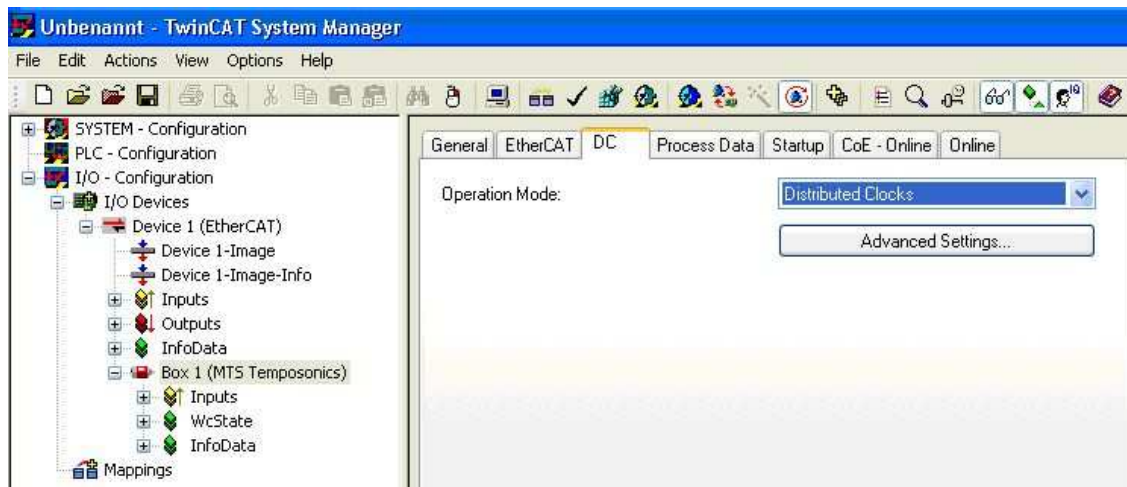 Unbenannt - TwinCAT System Manager
File Edit Actions View Options Help
SYSTEM - Configuration
PLC - Configuration
I/O - Configuration
I/O Devices
Device 1 (EtherCAT)
Device 1-Image
Device 1-Image-Info
Inputs
Outputs
InfoData
Box 1 (MTS Temposonics)
Inputs
WcState
InfoData
Mappings
General EtherCAT DC Process Data Startup CoE - Online Online
Operation Mode: Distributed Clocks
Advanced Settings...